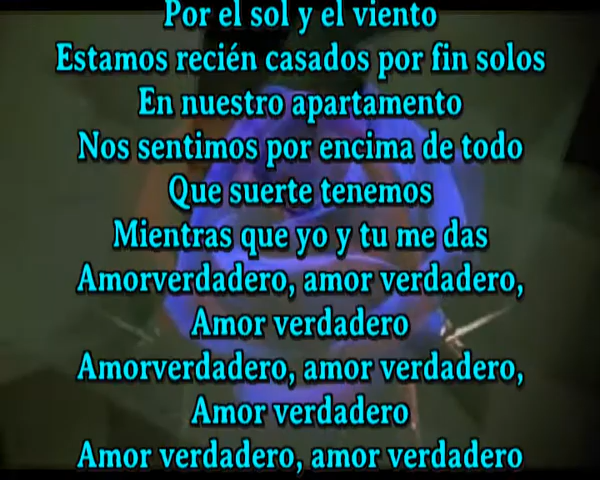 Por el sol y el viento
Estamos recién casados por fin solos
En nuestro apartamento
Nos sentimos por encima de todo
Que suerte tenemos
Mientras que yo y tu me das
Amorverdadero, amor verdadero,
Amor verdadero
Amorverdadero, amor verdadero,
Amor verdadero
Amor verdadero, amor verdadero